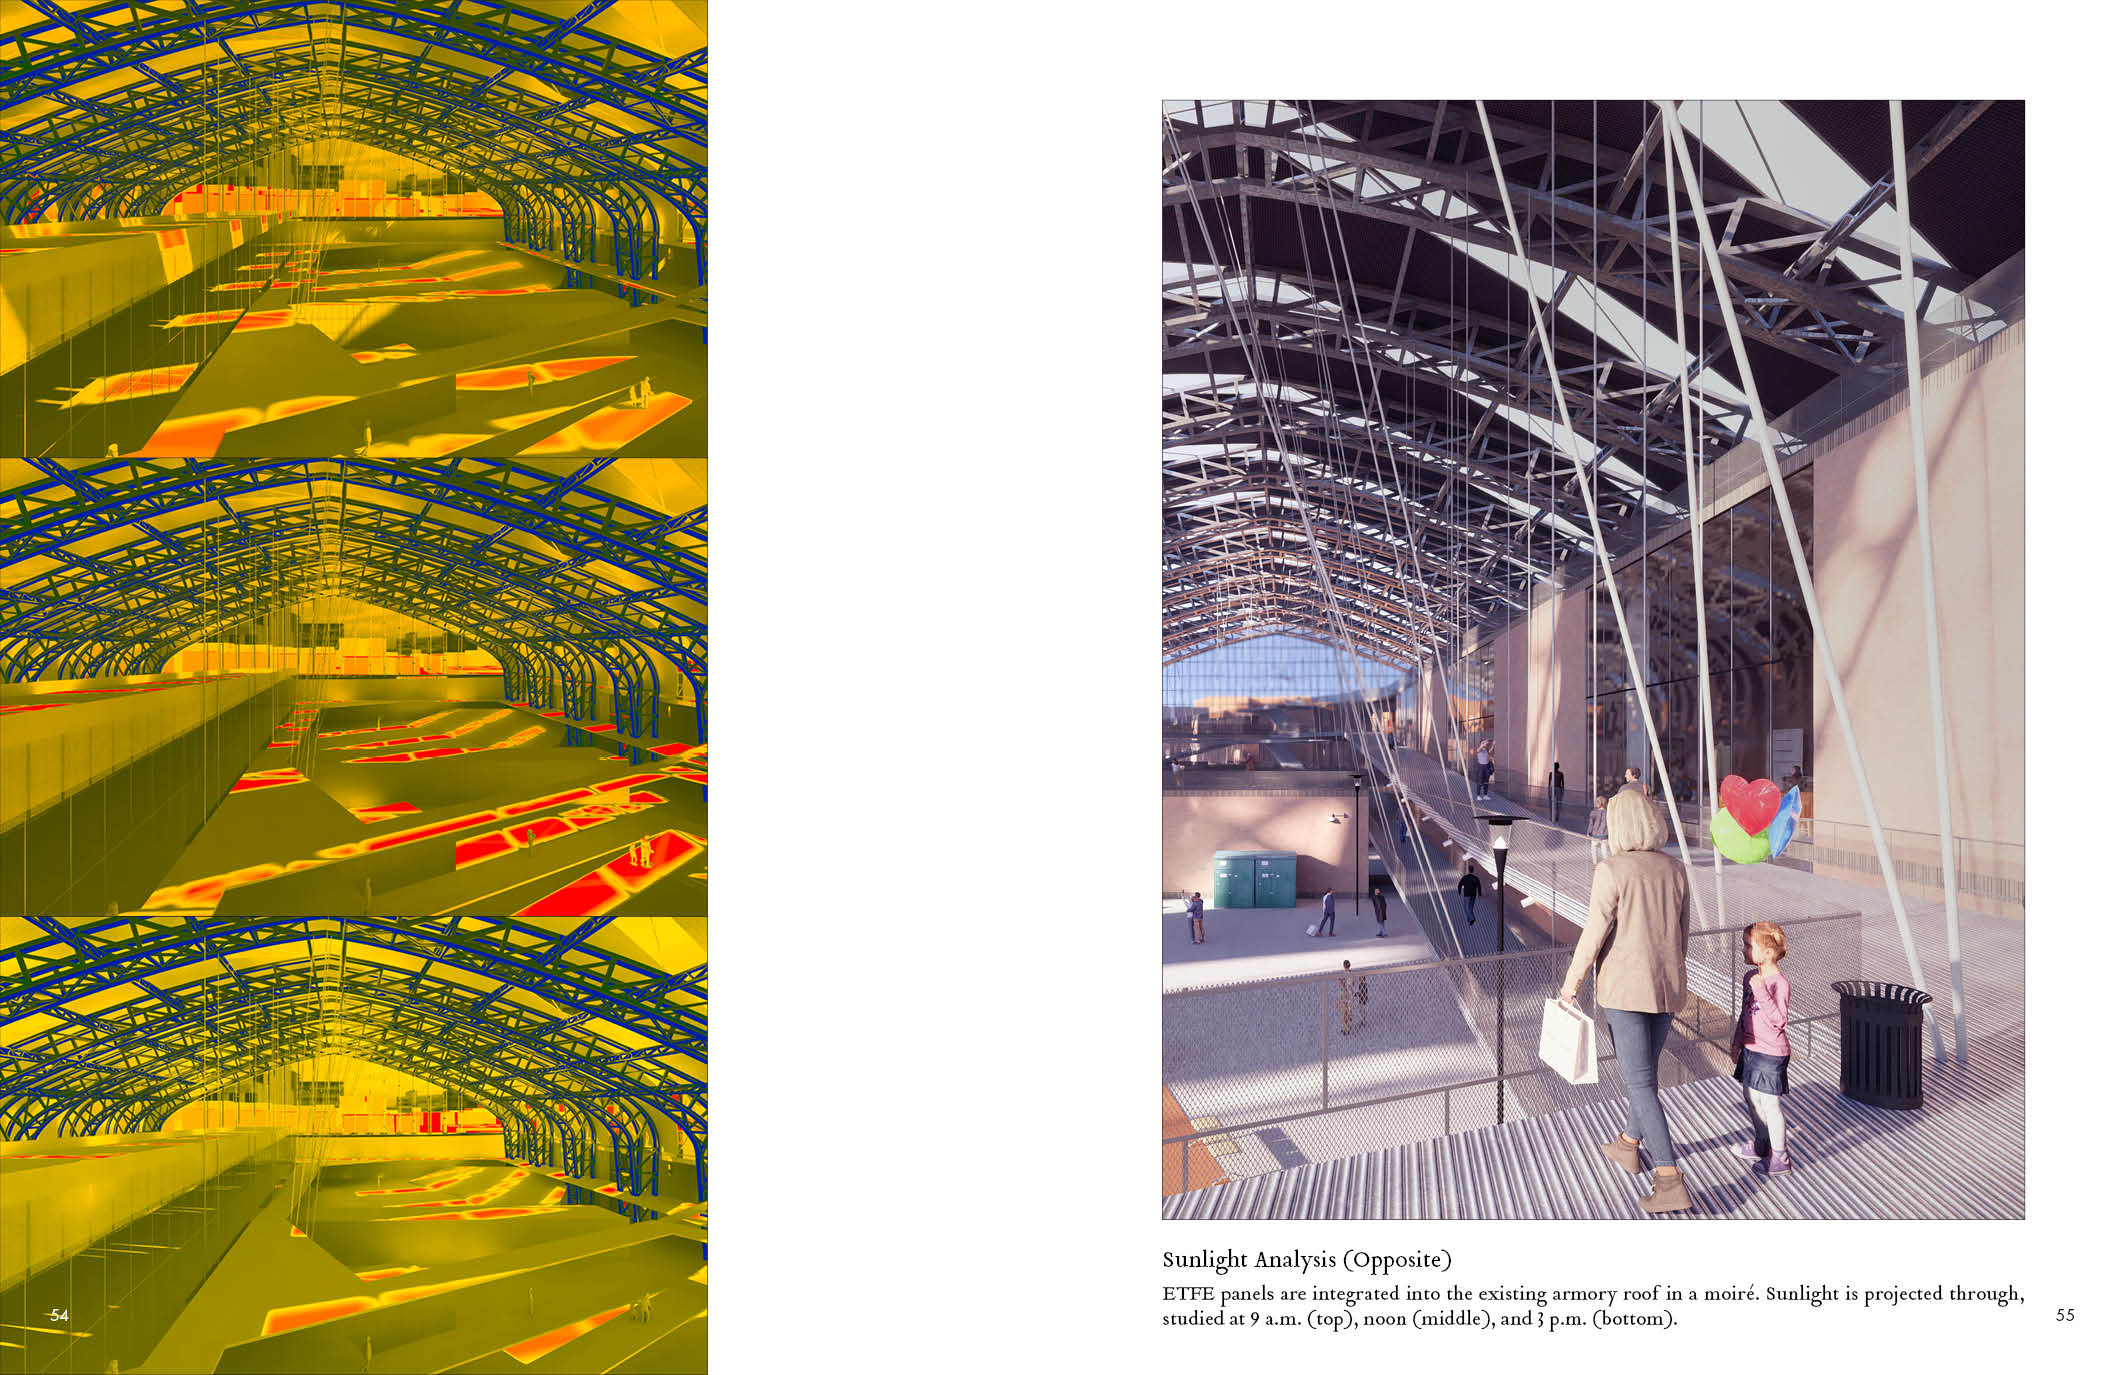 54
Sunlight Analysis (Opposite)
ETFE panels are integrated into the existing armory roof in a moiré. Sunlight is projected through,
studied at 9 a.m. (top), noon (middle), and 3 p.m. (bottom).
55